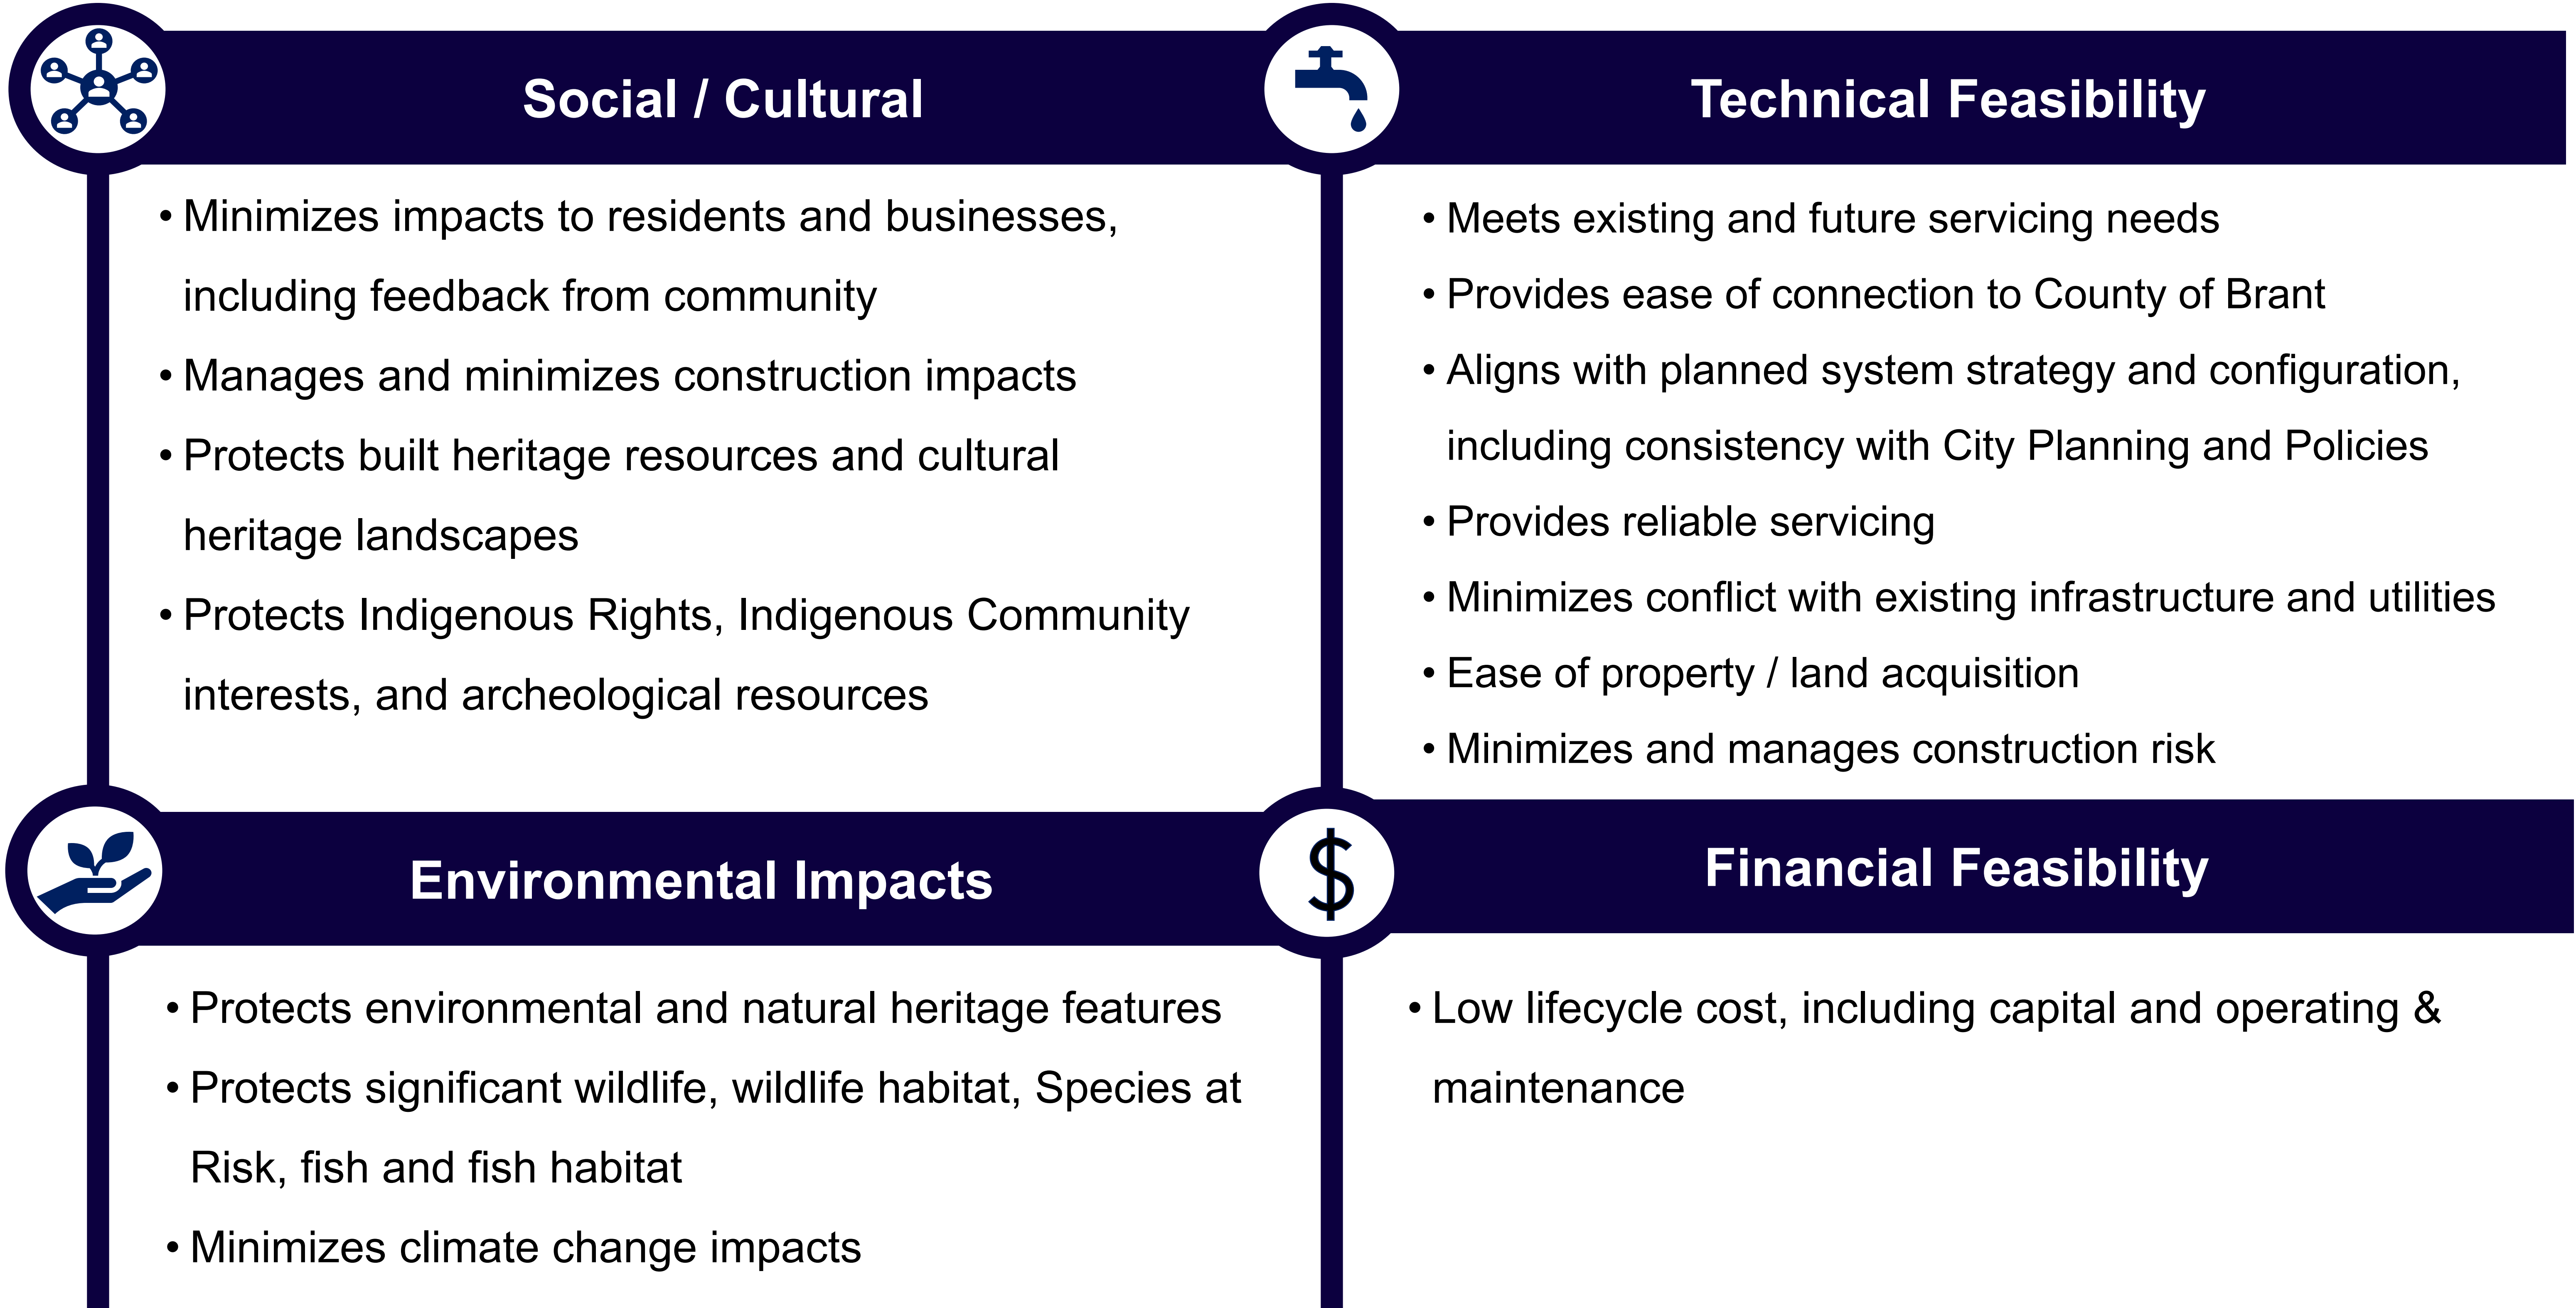 Social / Cultural
• Minimizes impacts to residents and businesses,
including feedback from community
• Manages and minimizes construction impacts
• Protects built heritage resources and cultural
heritage landscapes
• Protects Indigenous Rights, Indigenous Community
interests, and archeological resources
Technical Feasibility
• Meets existing and future servicing needs
• Provides ease of connection to County of Brant
• Aligns with planned system strategy and configuration,
including consistency with City Planning and Policies
• Provides reliable servicing
• Minimizes conflict with existing infrastructure and utilities
• Ease of property / land acquisition
• Minimizes and manages construction risk
Environmental Impacts
• Protects environmental and natural heritage features
• Protects significant wildlife, wildlife habitat, Species at
Risk, fish and fish habitat
• Minimizes climate change impacts
$
Financial Feasibility
• Low lifecycle cost, including capital and operating &
maintenance